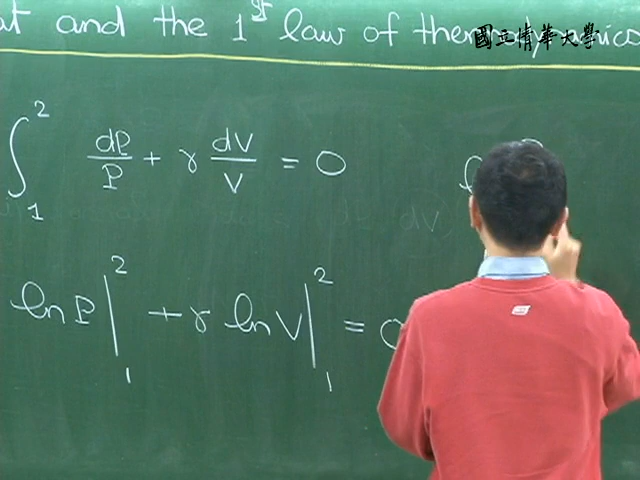 at and the 1st law of thermodynamics
國立清華大學
∫₁² dP/P + γ dV/V = 0
ln P |₁² + γ ln V |₁² = 0